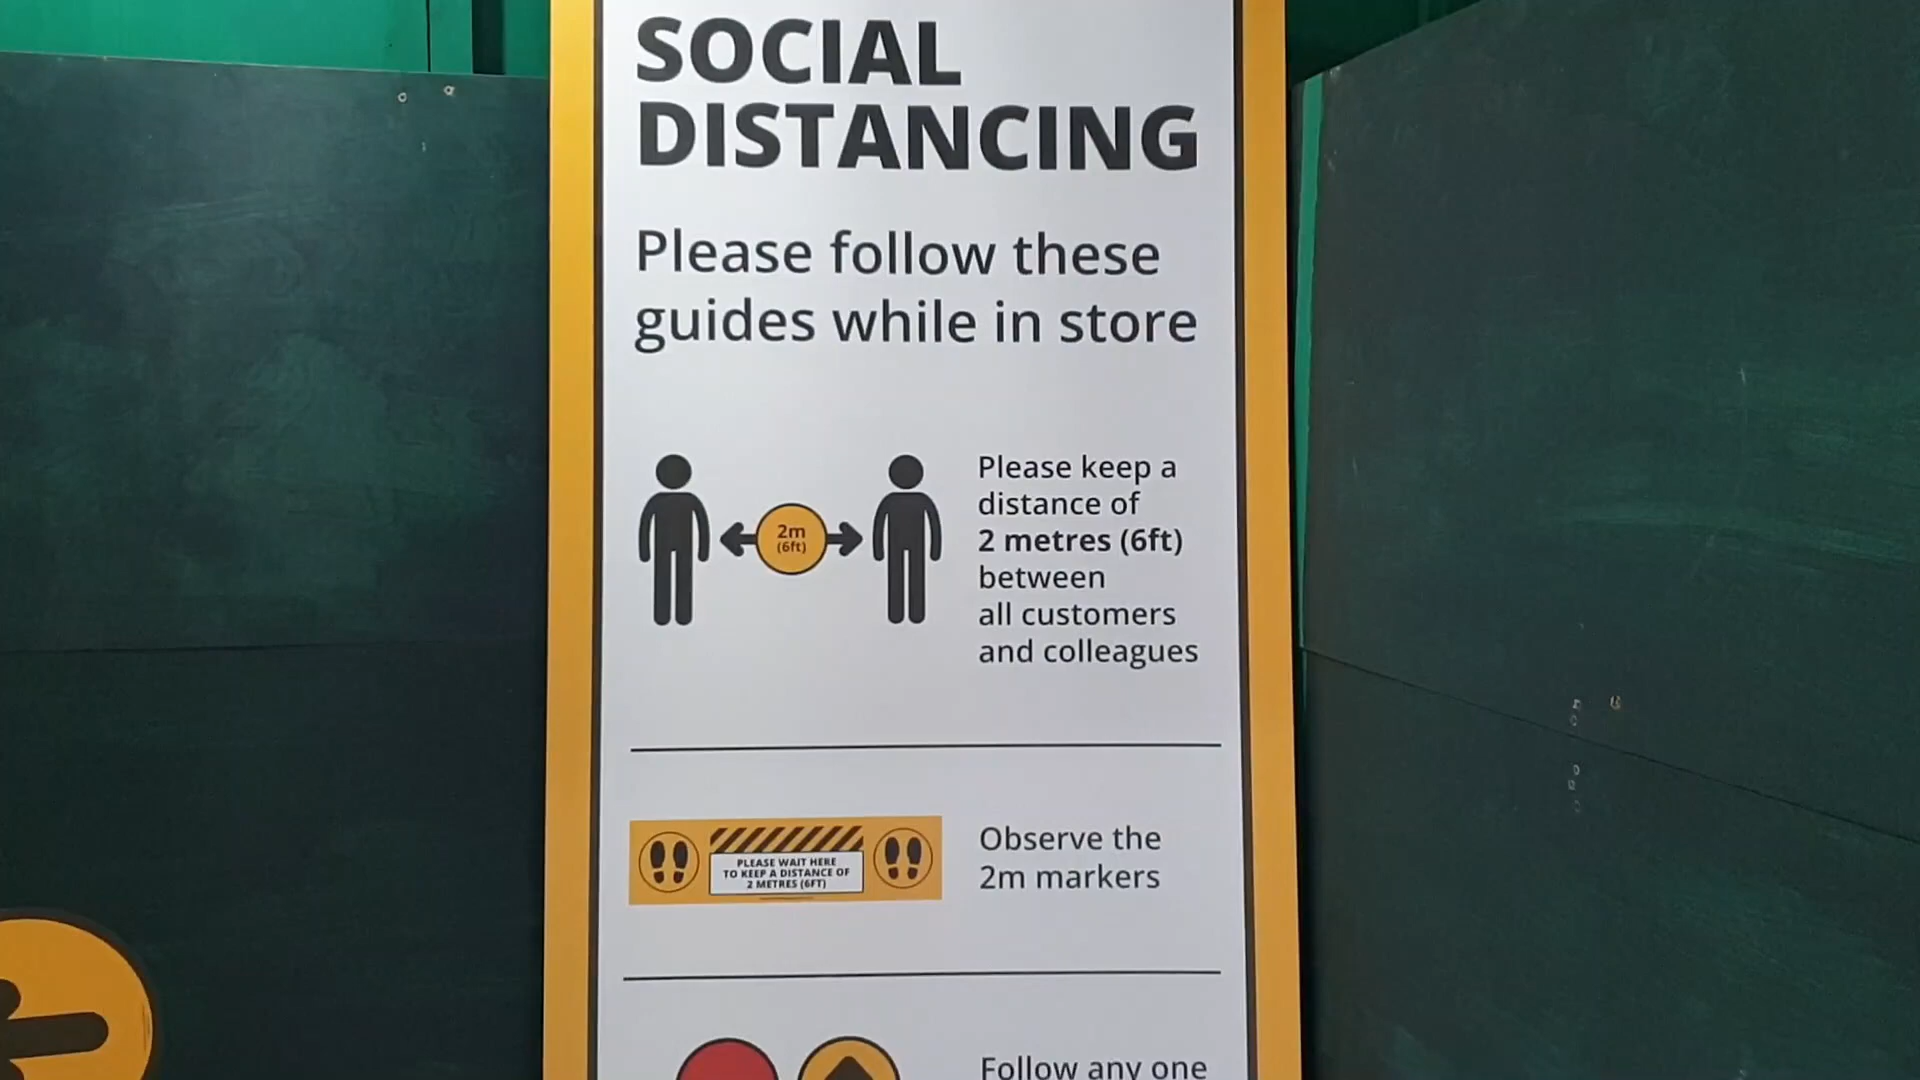 SOCIAL
DISTANCING
Please follow these
guides while in store
2m
(6ft)
Please keep a
distance of
2 metres (6ft)
between
all customers
and colleagues
PLEASE WAIT HERE
TO KEEP A DISTANCE OF
2 METRES (6FT)
Observe the
2m markers
Follow any one